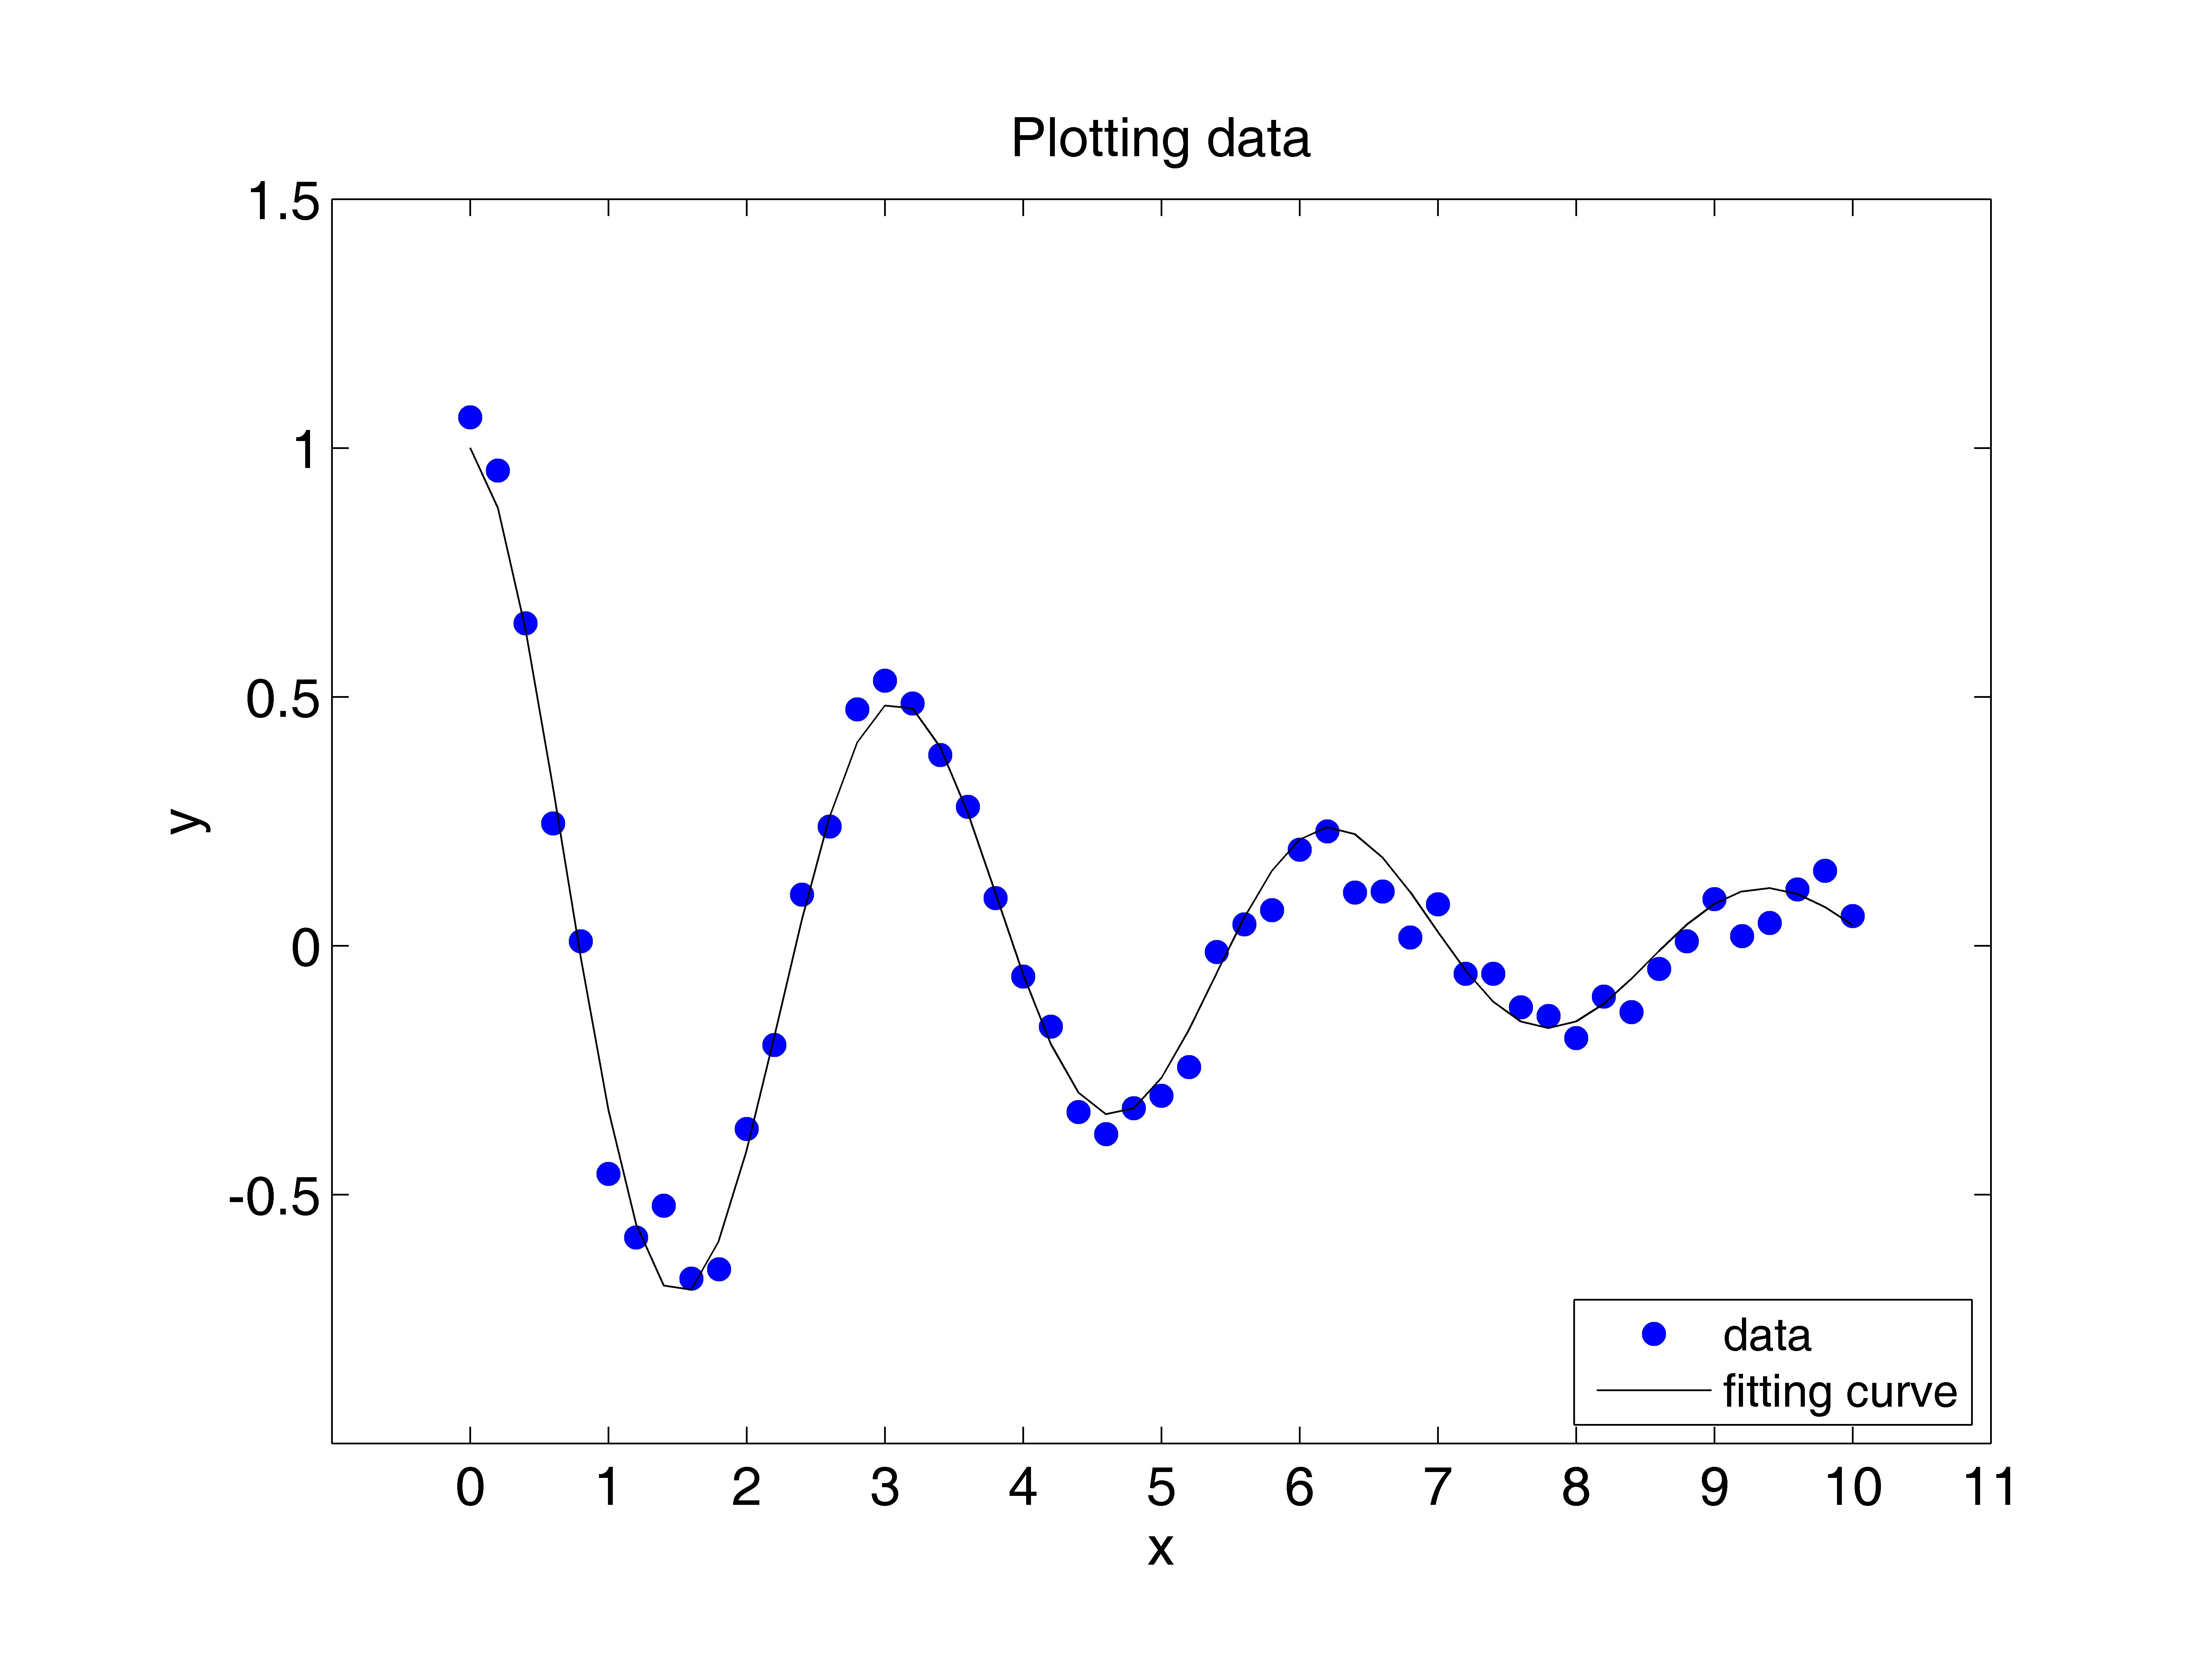 Plotting data
1.5
1
0.5
0
-0.5
y
0 1 2 3 4 5 6 7 8 9 10 11
x
data
fitting curve